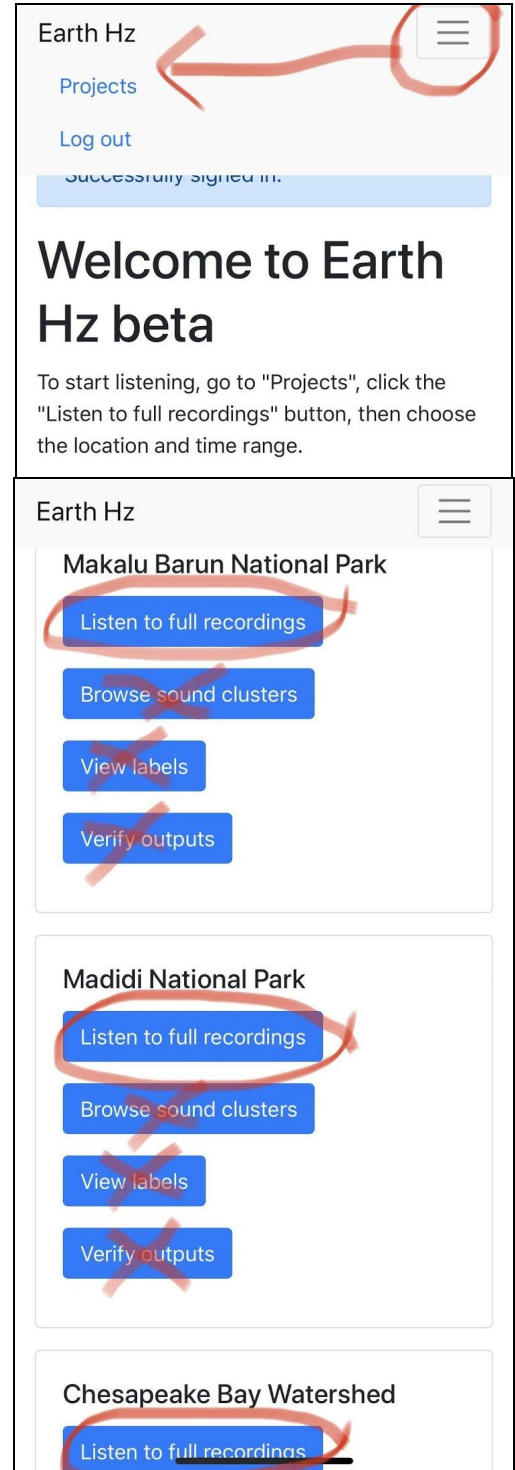 Earth Hz
Projects
Log out
Successfully signed in.
Welcome to Earth
Hz beta
To start listening, go to "Projects", click the
"Listen to full recordings" button, then choose
the location and time range.
Earth Hz
Makalu Barun National Park
Listen to full recordings
Browse sound clusters
View labels
Verify outputs
Madidi National Park
Listen to full recordings
Browse sound clusters
View labels
Verify outputs
Chesapeake Bay Watershed
Listen to full recordings